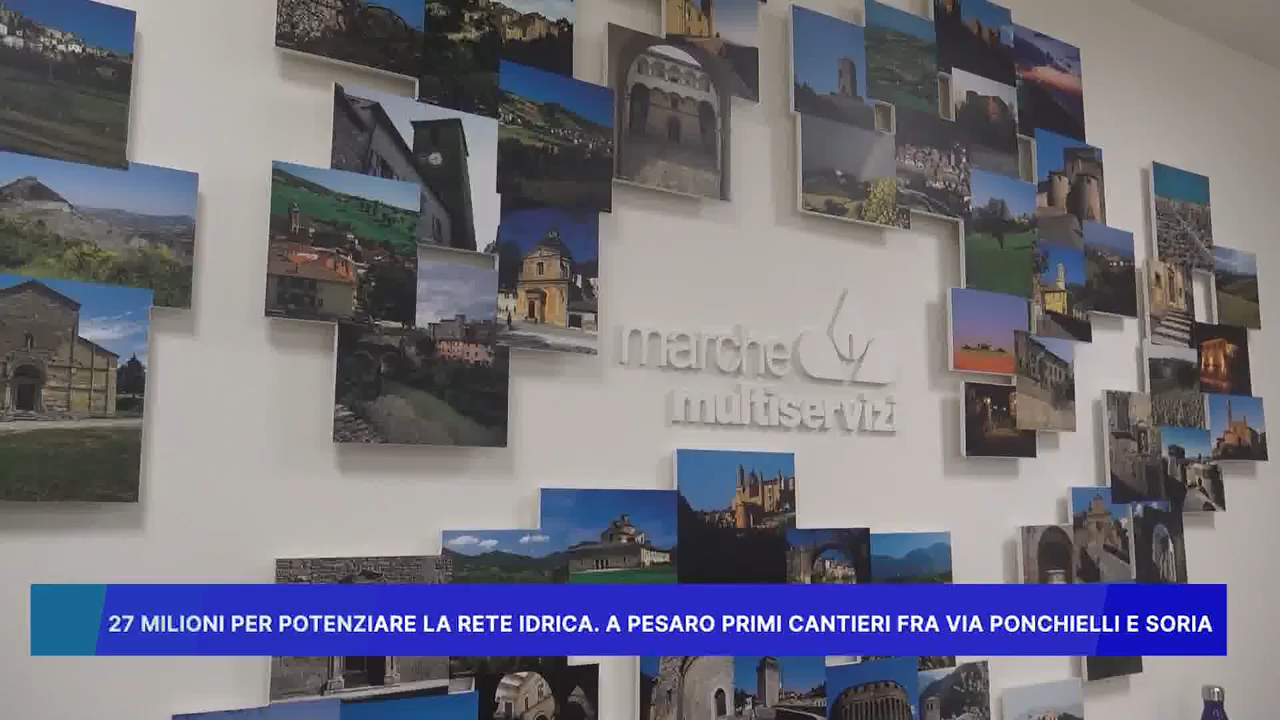 marche
multiservizi
27 MILIONI PER POTENZIARE LA RETE IDRICA. A PESARO PRIMI CANTIERI FRA VIA PONCHIELLI E SORIA